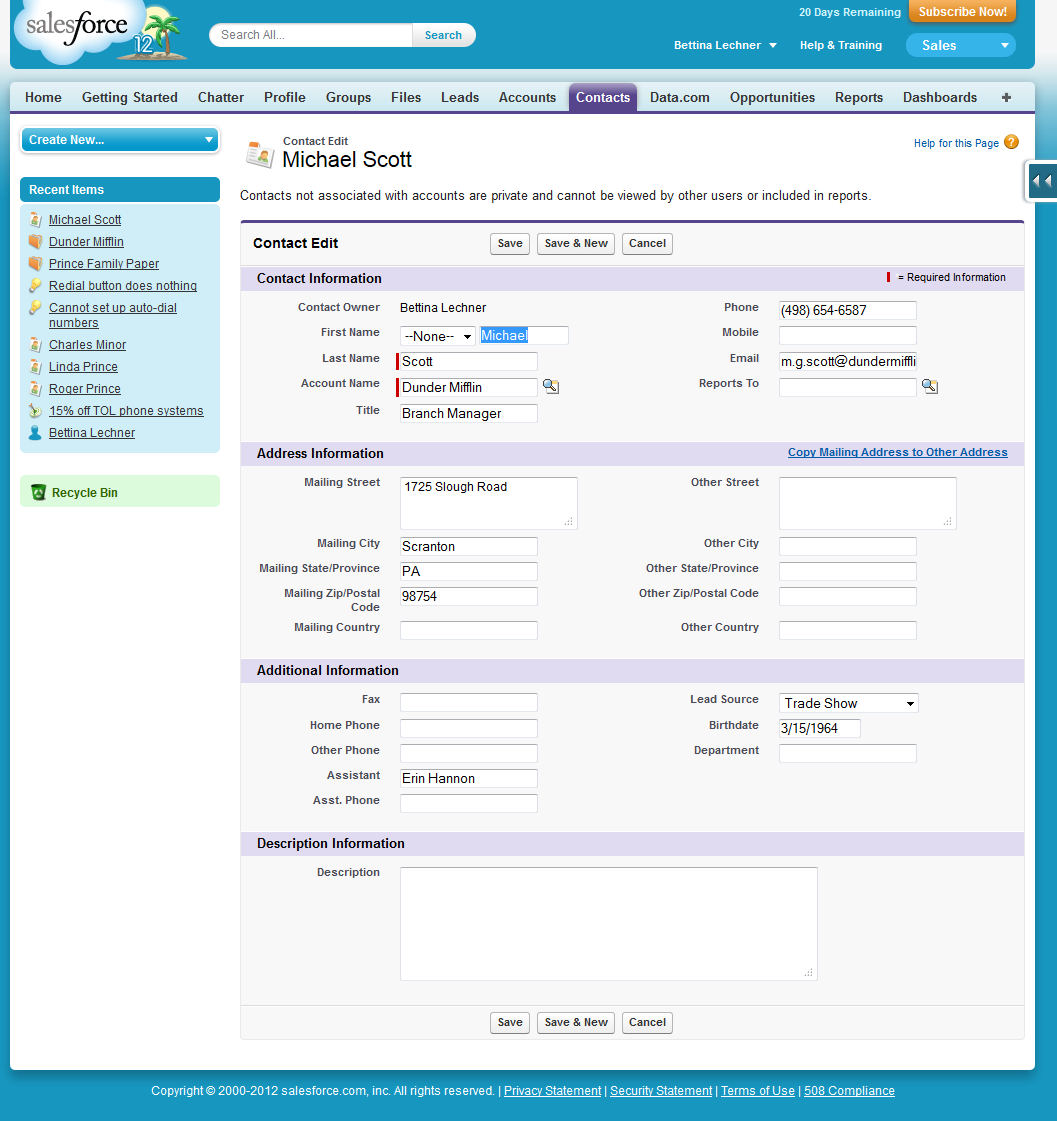 20 Days Remaining Subscribe Now!
salesforce 12
Search All... Search
Bettina Lechner Help & Training Sales
Home Getting Started Chatter Profile Groups Files Leads Accounts Contacts Data.com Opportunities Reports Dashboards +
Create New...
Recent Items
Michael Scott
Dunder Mifflin
Prince Family Paper
Redial button does nothing
Cannot set up auto-dial
numbers
Charles Minor
Linda Prince
Roger Prince
15% off TOL phone systems
Bettina Lechner
Recycle Bin
Contact Edit
Michael Scott
Help for this Page ?
Contacts not associated with accounts are private and cannot be viewed by other users or included in reports.
Contact Edit Save Save & New Cancel
Contact Information = Required Information
Contact Owner Bettina Lechner Phone (498) 654-6587
First Name --None-- Michael Mobile
Last Name Scott Email m.g.scott@dundermiffli
Account Name Dunder Mifflin Reports To
Title Branch Manager
Address Information Copy Mailing Address to Other Address
Mailing Street 1725 Slough Road Other Street
Mailing City Scranton Other City
Mailing State/Province PA Other State/Province
Mailing Zip/Postal
Code 98754 Other Zip/Postal Code
Mailing Country Other Country
Additional Information
Fax Lead Source Trade Show
Home Phone Birthdate 3/15/1964
Other Phone Department
Assistant Erin Hannon
Asst. Phone
Description Information
Description
Save Save & New Cancel
Copyright © 2000-2012 salesforce.com, inc. All rights reserved. | Privacy Statement | Security Statement | Terms of Use | 508 Compliance